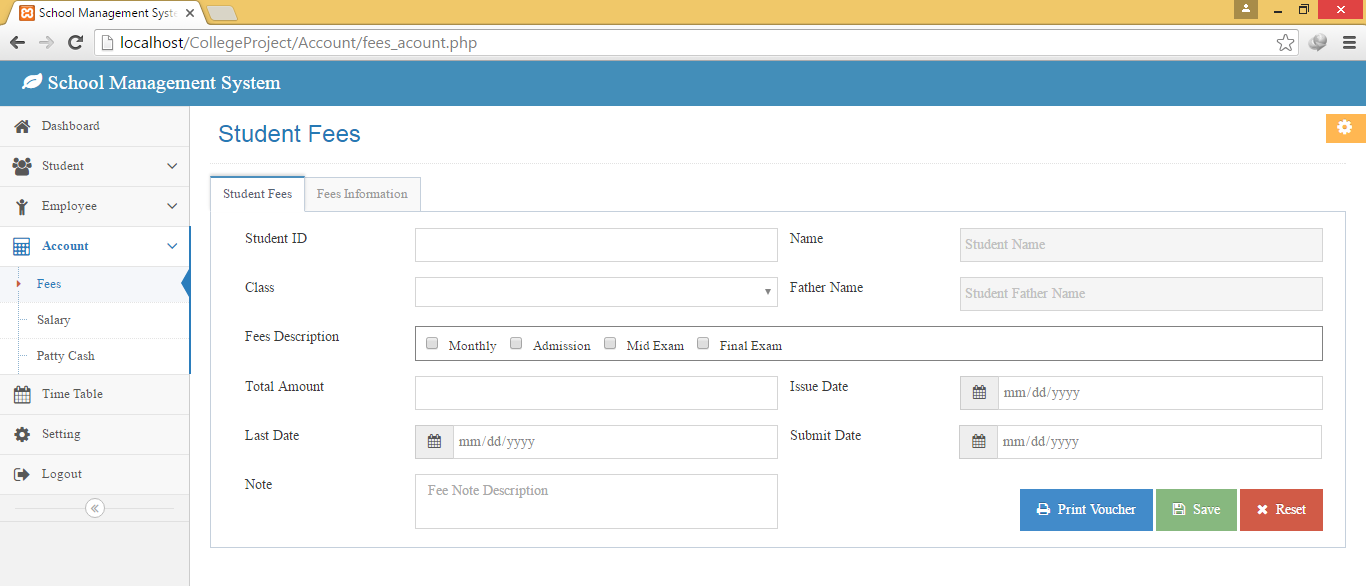 School Management Syst
localhost/CollegeProject/Account/fees_acount.php
School Management System
Dashboard
Student
Employee
Account
Fees
Salary
Patty Cash
Time Table
Setting
Logout
Student Fees
Student Fees Fees Information
Student ID Name Student Name
Class Father Name Student Father Name
Fees Description Monthly Admission Mid Exam Final Exam
Total Amount Issue Date mm/dd/yyyy
Last Date mm/dd/yyyy Submit Date mm/dd/yyyy
Note Fee Note Description
Print Voucher Save Reset